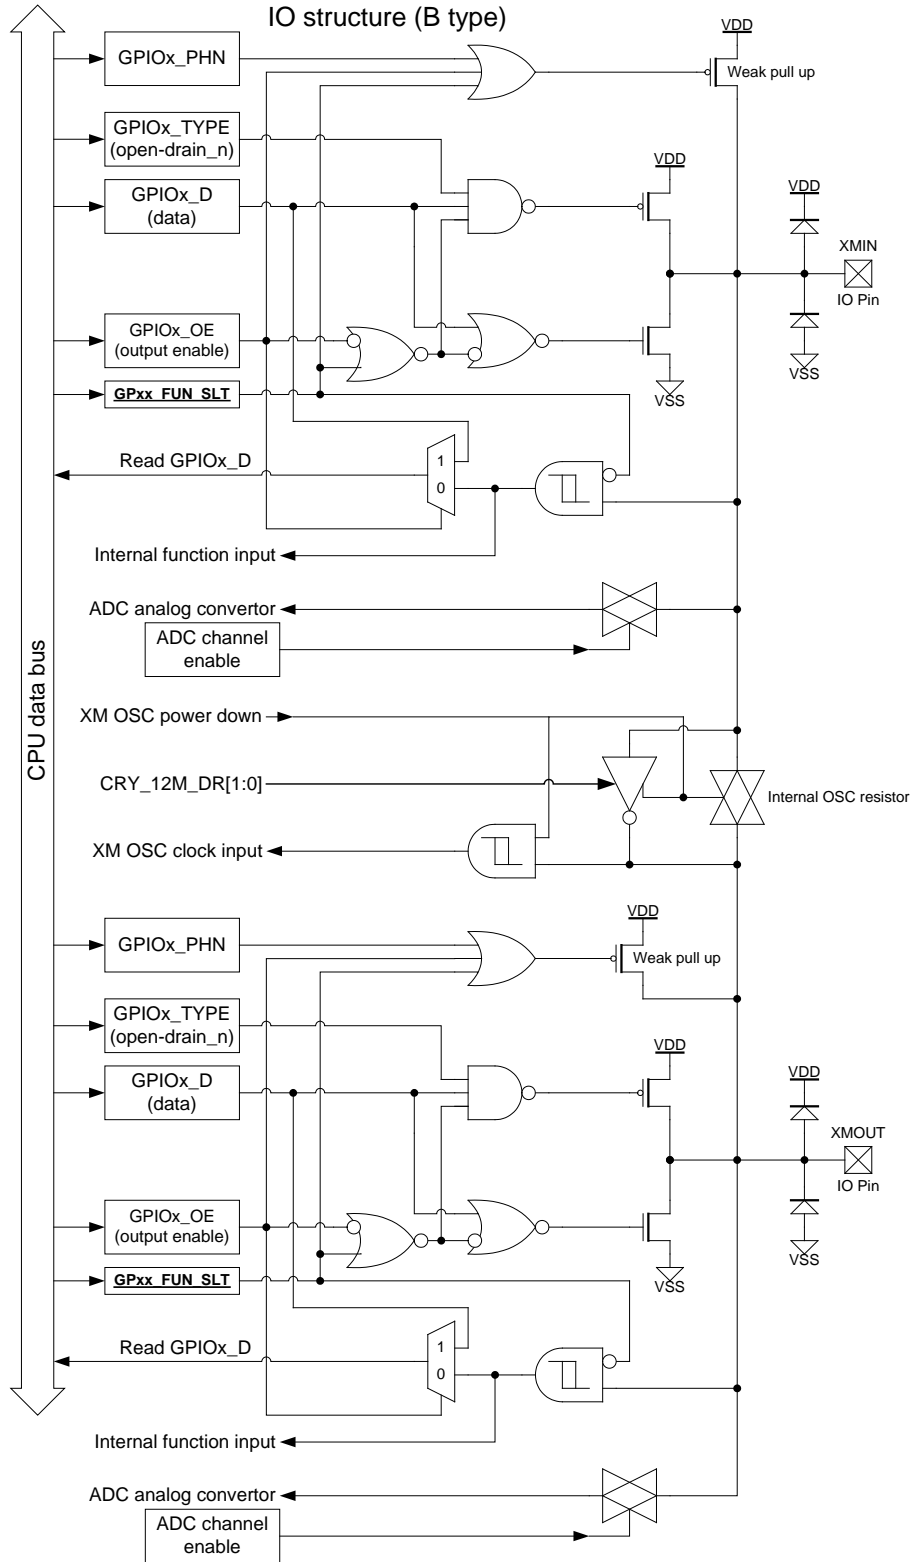 IO structure (B type)
VDD
GPIOx_PHN
Weak pull up
GPIOx_TYPE
(open-drain_n)
VDD
VDD
GPIOx_D
(data)
XMIN
IO Pin
GPIOx_OE
(output enable)
VSS
GPxx_FUN_SLT
VSS
Read GPIOx_D
1
0
Internal function input
ADC analog convertor
ADC channel
enable
CPU data bus
XM OSC power down
CRY_12M_DR[1:0]
Internal OSC resistor
XM OSC clock input
VDD
GPIOx_PHN
Weak pull up
GPIOx_TYPE
(open-drain_n)
VDD
VDD
GPIOx_D
(data)
XMOUT
IO Pin
GPIOx_OE
(output enable)
VSS
GPxx_FUN_SLT
VSS
Read GPIOx_D
1
0
Internal function input
ADC analog convertor
ADC channel
enable